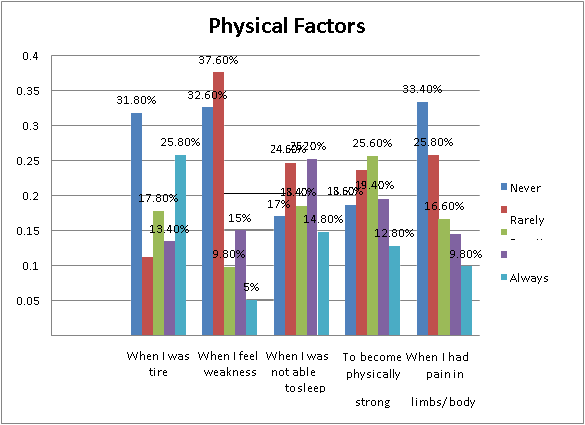 Physical Factors
0.4
0.35
0.3
0.25
0.2
0.15
0.1
0.05
31.80%
17.80%
13.40%
25.80%
32.60%
37.60%
9.80%
15%
5%
17%
14.80%
25.60%
19.40%
12.80%
33.40%
25.80%
16.60%
9.80%
When I was
tire
When I feel
weakness
When I was
not able
to sleep
To become
physically
strong
When I had
pain in
limbs/body
Never
Rarely
Always